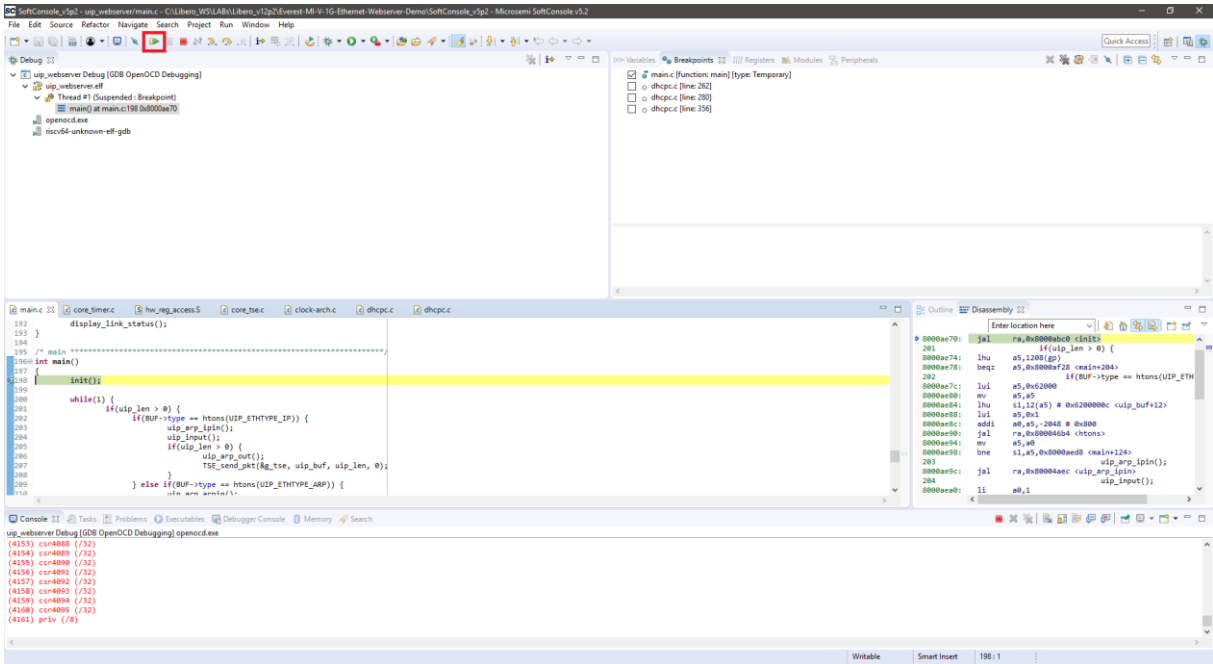 SC SoftConsole_v5p2 - uip_webserver/main.c - C:\Libero_WS\LABs\Libero_v12p2\Everest-MI-V-1G-Ethernet-Webserver-Demo\SoftConsole_v5p2 - Microsemi SoftConsole v5.2
File Edit Source Refactor Navigate Search Project Run Window Help
Quick Access
Debug
uip_webserver Debug [GDB OpenOCD Debugging]
uip_webserver.elf
Thread #1 (Suspended : Breakpoint)
main() at main.c:198 0x8000ae70
openocd.exe
riscv64-unknown-elf-gdb
Variables Breakpoints Registers Modules Peripherals
main.c [function: main] [type: Temporary]
dhcpc.c [line: 262]
dhcpc.c [line: 280]
dhcpc.c [line: 356]
main.c core_timer.c hw_reg_access.S core_tse.c clock-arch.c dhcpc.c dhcpc.c
192 display_link_status();
193 }
194
195 /* main ****************************************************************************/
196 int main()
197 {
198 init();
199
200 while(1) {
201 if(uip_len > 0) {
202 if(BUF->type == htons(UIP_ETHTYPE_IP)) {
203 uip_arp_ipin();
204 uip_input();
205 if(uip_len > 0) {
206 uip_arp_out();
207 TSE_send_pkt(&g_tse, uip_buf, uip_len, 0);
208 }
209 } else if(BUF->type == htons(UIP_ETHTYPE_ARP)) {
210 uip_arp_arpin();
Outline Disassembly
Enter location here
8000ae70: jal ra,0x8000abc0 <init>
201 if(uip_len > 0) {
8000ae74: lhu a5,1208(gp)
8000ae78: beqz a5,0x8000af28 <main+204>
202 if(BUF->type == htons(UIP_ETH
8000ae7c: lui a5,0x62000
8000ae80: mv a5,a5
8000ae84: lhu s1,12(a5) # 0x6200000c <uip_buf+12>
8000ae88: lui a5,0x1
8000ae8c: addi a0,a5,-2048 # 0x800
8000ae90: jal ra,0x800046b4 <htons>
8000ae94: mv a5,a0
8000ae98: bne s1,a5,0x8000aed8 <main+124>
203 uip_arp_ipin();
8000ae9c: jal ra,0x80004aec <uip_arp_ipin>
204 uip_input();
8000aea0: li a0,1
Console Tasks Problems Executables Debugger Console Memory Search
uip_webserver Debug [GDB OpenOCD Debugging] openocd.exe
(4153) csr4088 (/32)
(4154) csr4089 (/32)
(4155) csr4090 (/32)
(4156) csr4091 (/32)
(4157) csr4092 (/32)
(4158) csr4093 (/32)
(4159) csr4094 (/32)
(4160) csr4095 (/32)
(4161) priv (/8)
Writable Smart Insert 198 : 1